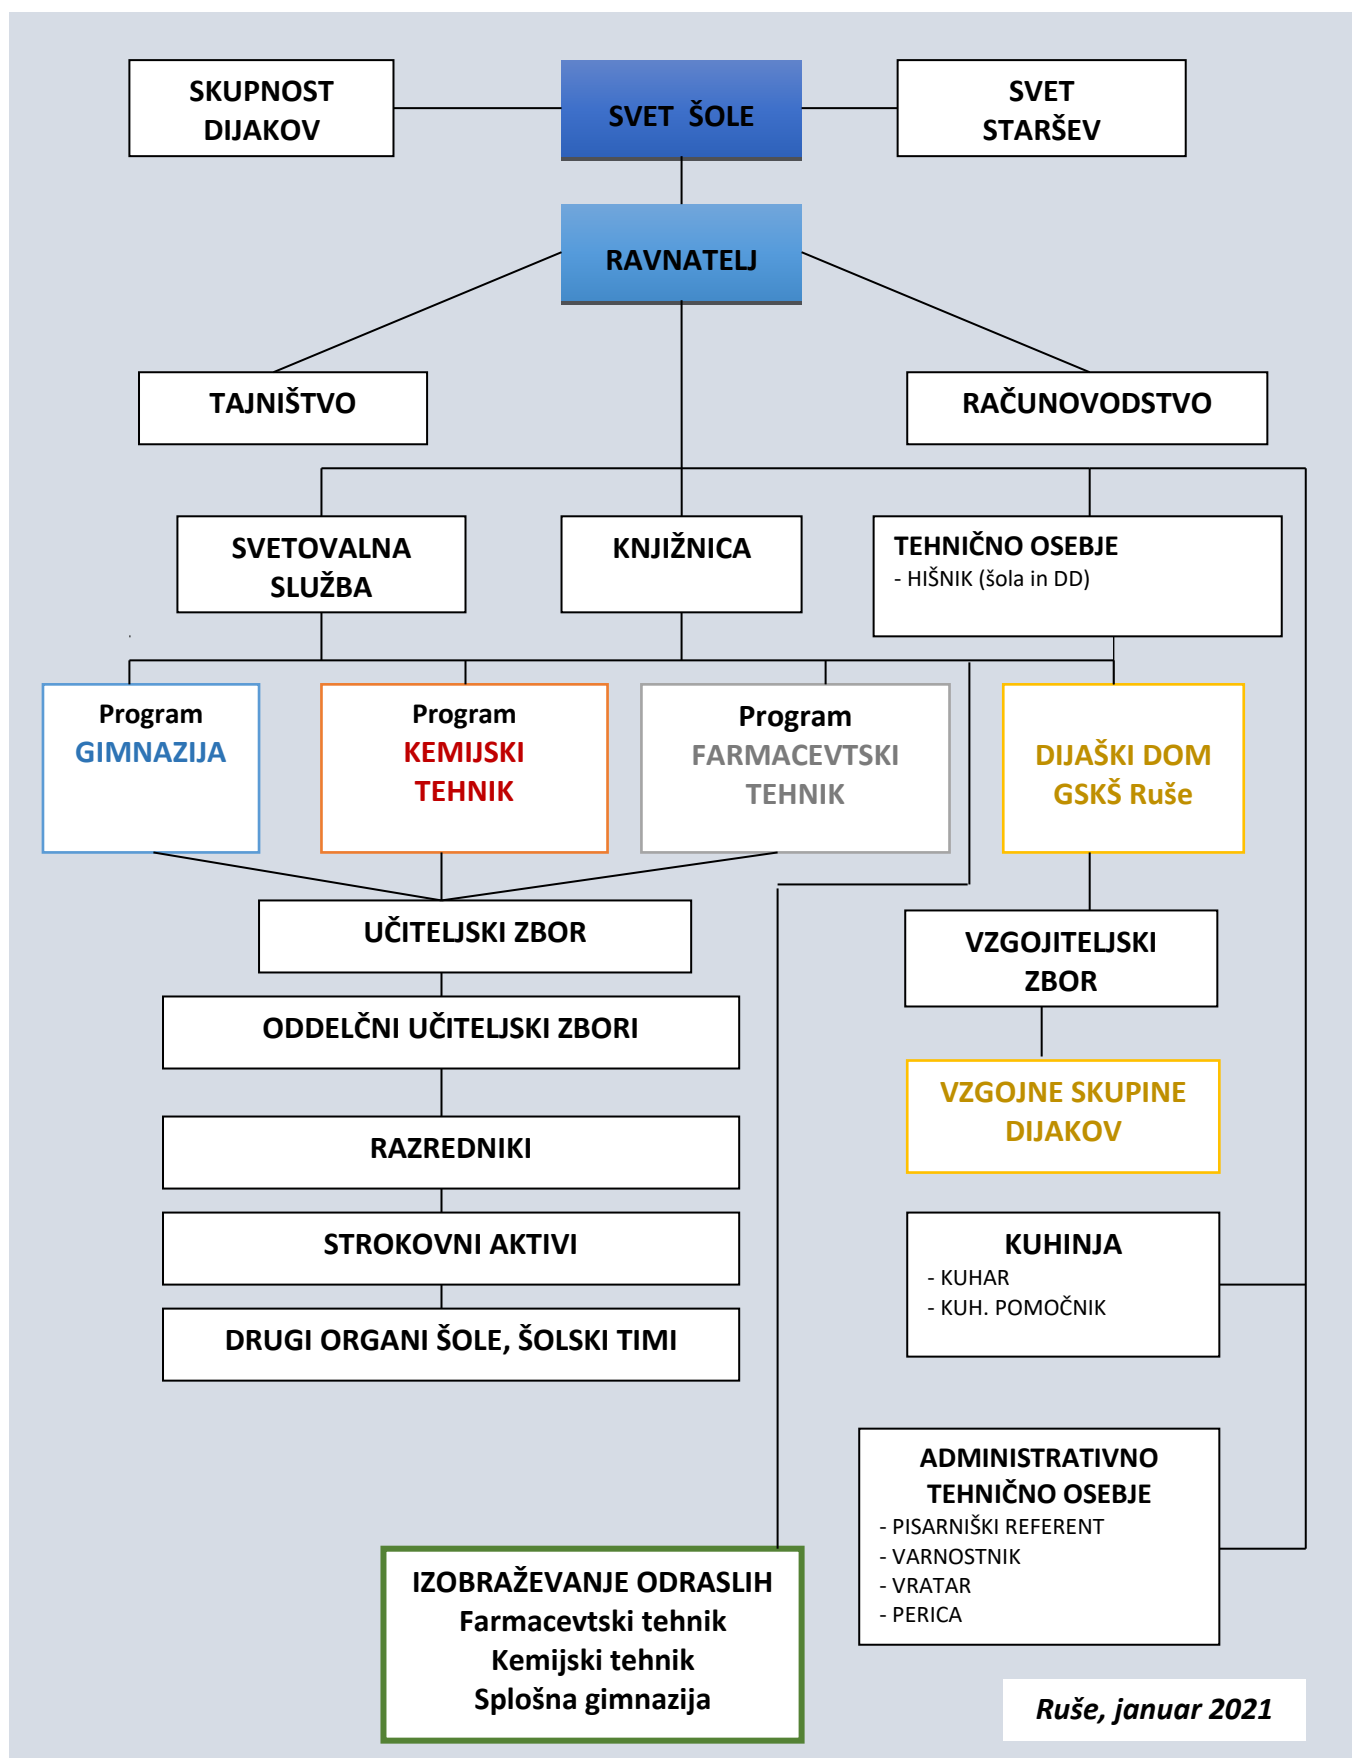 SKUPNOST
DIJAKOV
SVET ŠOLE
SVET
STARŠEV
RAVNATELJ
TAJNIŠTVO
RAČUNOVODSTVO
SVETOVALNA
SLUŽBA
KNJIŽNICA
TEHNIČNO OSEBJE
- HIŠNIK (šola in DD)
Program
GIMNAZIJA
Program
KEMIJSKI
TEHNIK
Program
FARMACEVTSKI
TEHNIK
DIJAŠKI DOM
GSKŠ Ruše
UČITELJSKI ZBOR
VZGOJITELJSKI
ZBOR
ODDELČNI UČITELJSKI ZBORI
VZGOJNE SKUPINE
DIJAKOV
RAZREDNIKI
STROKOVNI AKTIVI
KUHINJA
- KUHAR
- KUH. POMOČNIK
DRUGI ORGANI ŠOLE, ŠOLSKI TIMI
ADMINISTRATIVNO
TEHNIČNO OSEBJE
- PISARNIŠKI REFERENT
- VARNOSTNIK
- VRATAR
- PERICA
IZOBRAŽEVANJE ODRASLIH
Farmacevtski tehnik
Kemijski tehnik
Splošna gimnazija
Ruše, januar 2021